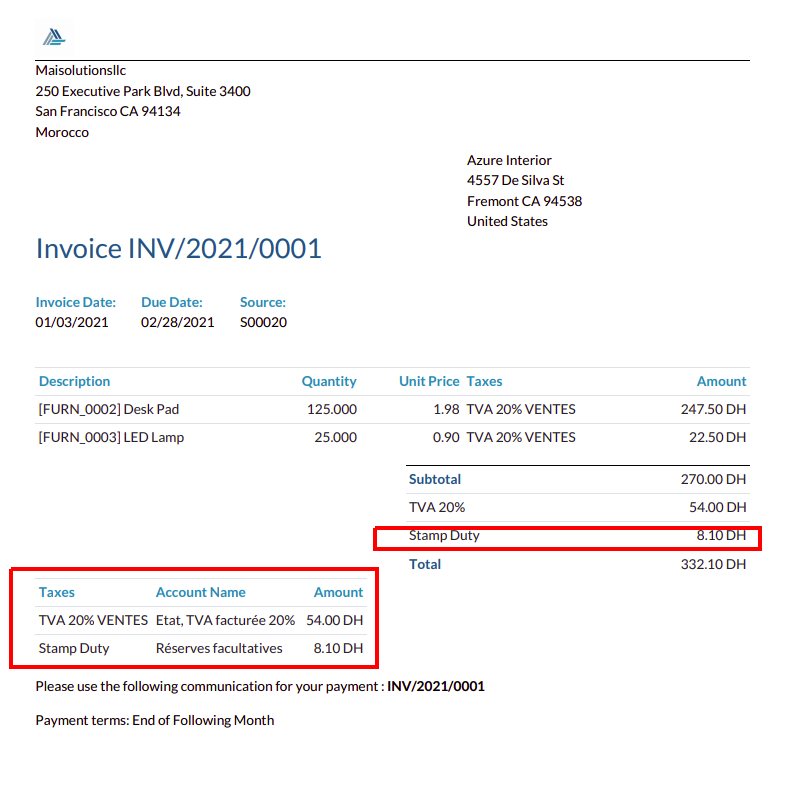 Maisolutionsllc
250 Executive Park Blvd, Suite 3400
San Francisco CA 94134
Morocco
Azure Interior
4557 De Silva St
Fremont CA 94538
United States
Invoice INV/2021/0001
Invoice Date: Due Date: Source:
01/03/2021 02/28/2021 S00020
Description Quantity Unit Price Taxes Amount
[FURN_0002] Desk Pad 125.000 1.98 TVA 20% VENTES 247.50 DH
[FURN_0003] LED Lamp 25.000 0.90 TVA 20% VENTES 22.50 DH
Subtotal 270.00 DH
TVA 20% 54.00 DH
Stamp Duty 8.10 DH
Total 332.10 DH
Taxes Account Name Amount
TVA 20% VENTES Etat, TVA facturée 20% 54.00 DH
Stamp Duty Réserves facultatives 8.10 DH
Please use the following communication for your payment : INV/2021/0001
Payment terms: End of Following Month